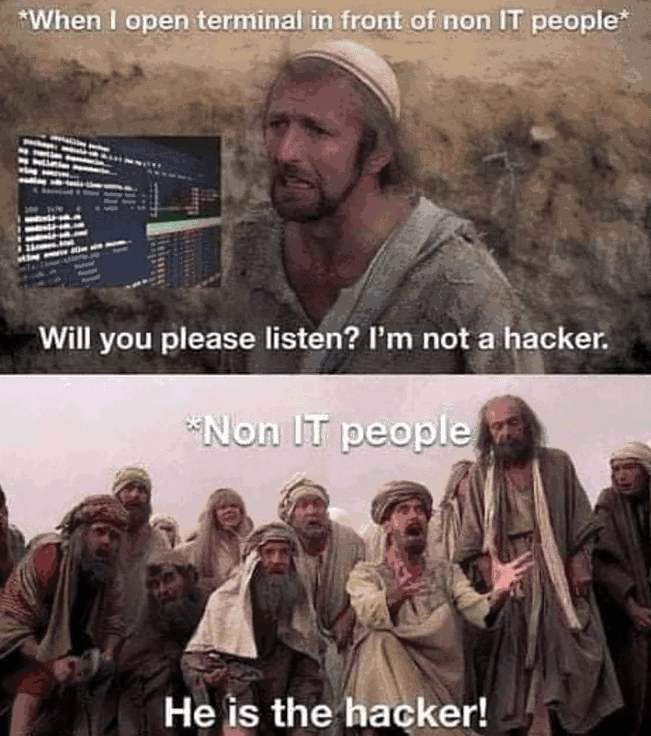 *When I open terminal in front of non IT people*
Will you please listen? I'm not a hacker.
*Non IT people
He is the hacker!